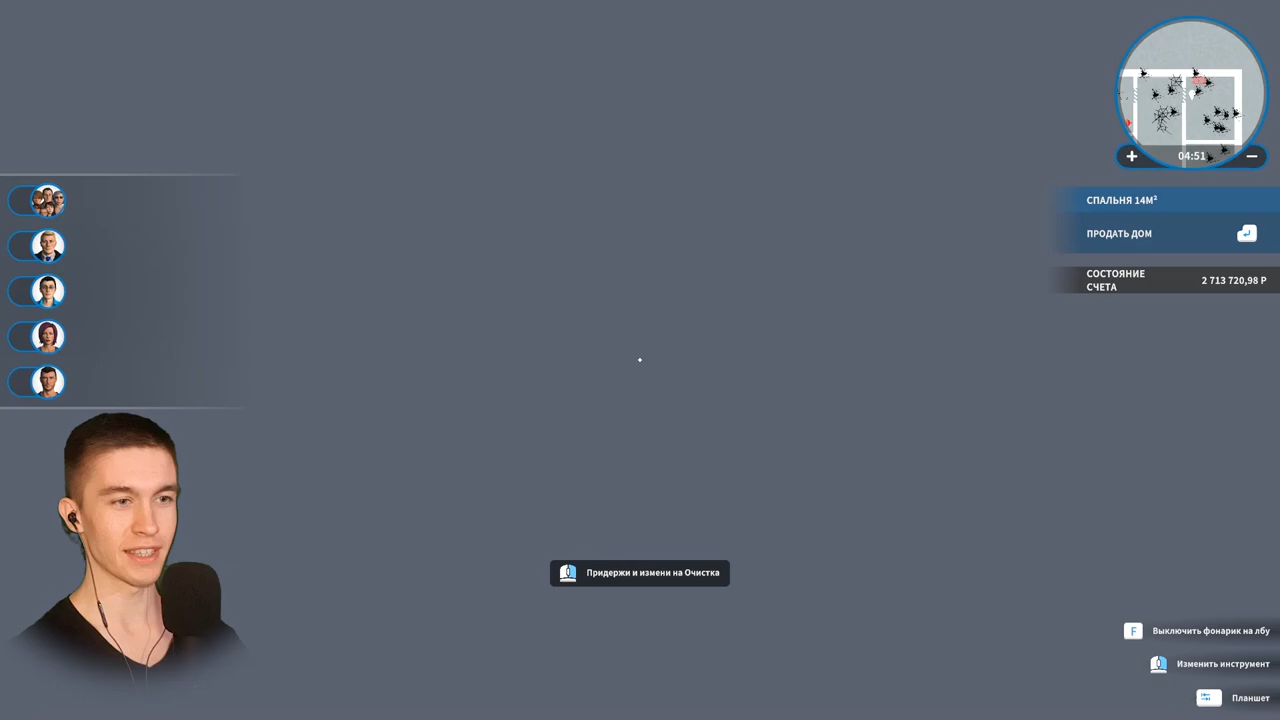 04:51
СПАЛЬНЯ 14М²
ПРОДАТЬ ДОМ
СОСТОЯНИЕ
СЧЕТА
2 713 720,98 Р
Придержи и измени на Очистка
F Выключить фонарик на лбу
Изменить инструмент
Планшет